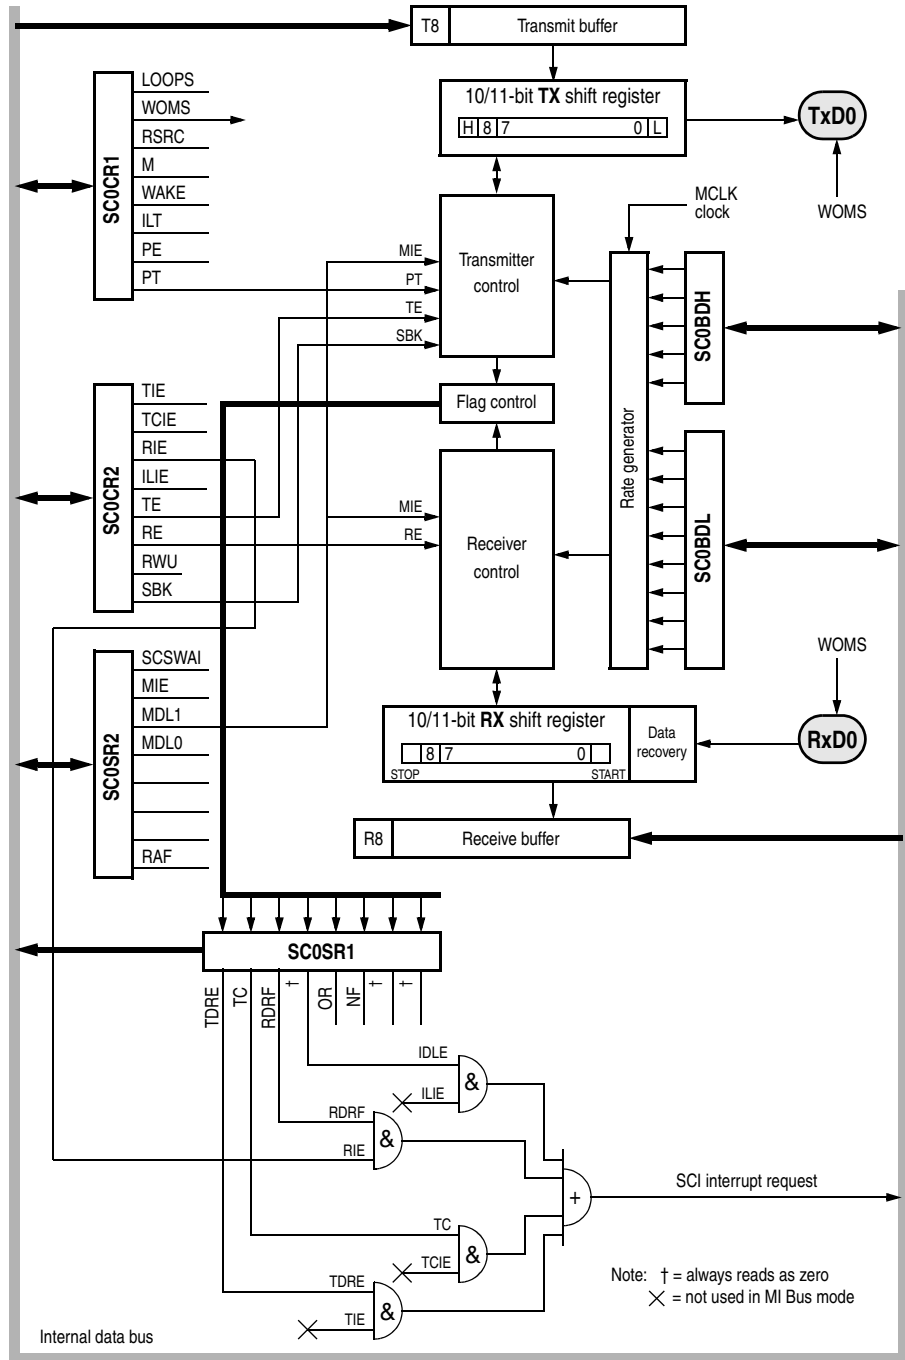 T8 Transmit buffer
10/11-bit TX shift register
H 8 7 0 L
TxD0
WOMS
MCLK
clock
SC0CR1
LOOPS
WOMS
RSRC
M
WAKE
ILT
PE
PT
MIE
PT
TE
SBK
Transmitter
control
Rate generator
SC0BDH
Flag control
SC0CR2
TIE
TCIE
RIE
ILIE
TE
RE
RWU
SBK
MIE
RE
Receiver
control
SC0BDL
WOMS
RxD0
SC0SR2
SCSWAI
MIE
MDL1
MDL0
RAF
10/11-bit RX shift register
8 7 0
STOP START
Data
recovery
R8 Receive buffer
SC0SR1
TDRE
TC
RDRF
†
OR
NF
†
†
IDLE
ILIE
&
RDRF
RIE
&
+
SCI interrupt request
TC
TCIE
&
TDRE
TIE
&
Note: † = always reads as zero
= not used in MI Bus mode
Internal data bus